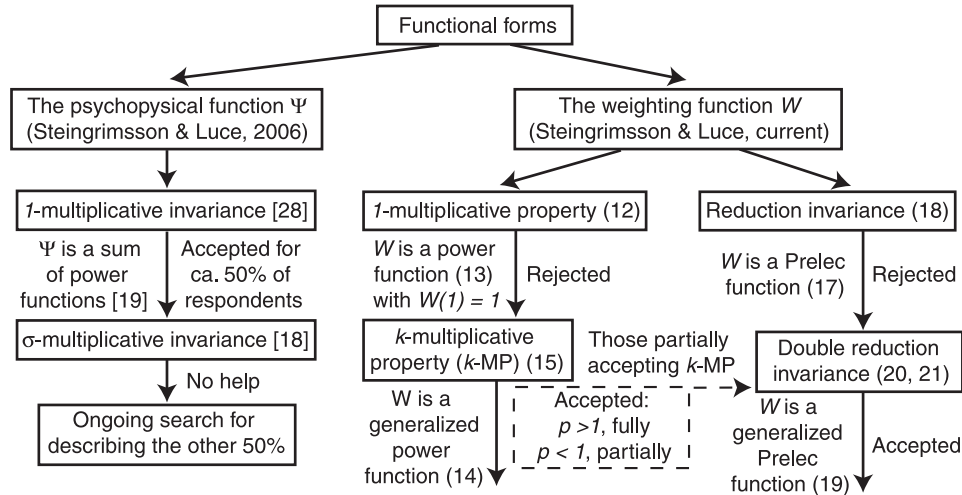 Functional forms
The psychopysical function Ψ
(Steingrimsson & Luce, 2006)
The weighting function W
(Steingrimsson & Luce, current)
1-multiplicative invariance [28]
Ψ is a sum
of power
functions [19]
Accepted for
ca. 50% of
respondents
σ-multiplicative invariance [18]
No help
Ongoing search for
describing the other 50%
1-multiplicative property (12)
W is a power
function (13)
with W(1) = 1
Rejected
k-multiplicative
property (k-MP) (15)
W is a
generalized
power
function (14)
Those partially
accepting k-MP
Accepted:
p >1, fully
p < 1, partially
Reduction invariance (18)
W is a Prelec
function (17)
Rejected
Double reduction
invariance (20, 21)
W is a
generalized
Prelec
function (19)
Accepted